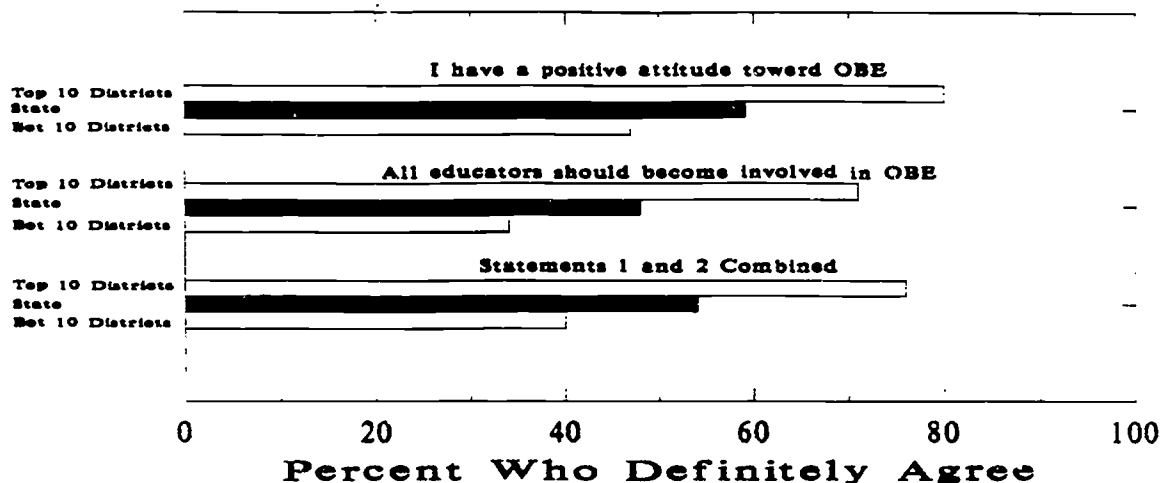 I have a positive attitude toward OBE
Top 10 Districts
State
Bot 10 Districts
All educators should become involved in OBE
Top 10 Districts
State
Bot 10 Districts
Statements 1 and 2 Combined
Top 10 Districts
State
Bot 10 Districts
0 20 40 60 80 100
Percent Who Definitely Agree